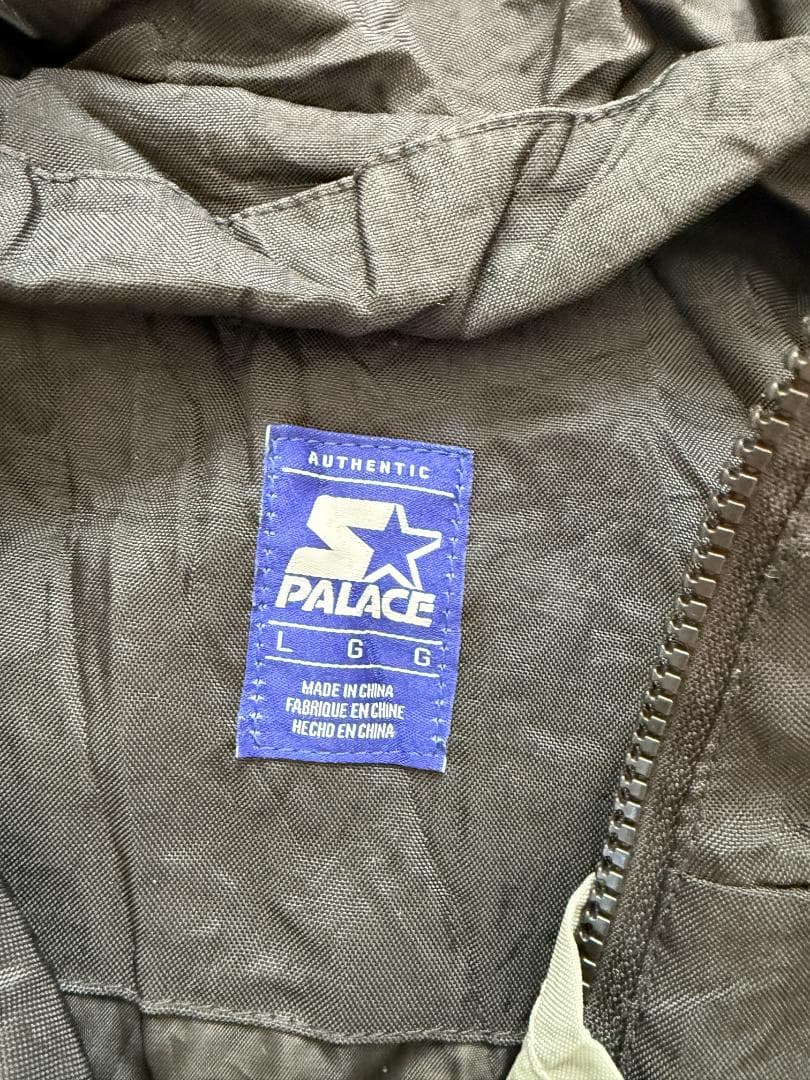 AUTHENTIC
PALACE
L G G
MADE IN CHINA
FABRIQUE EN CHINE
HECHO EN CHINA